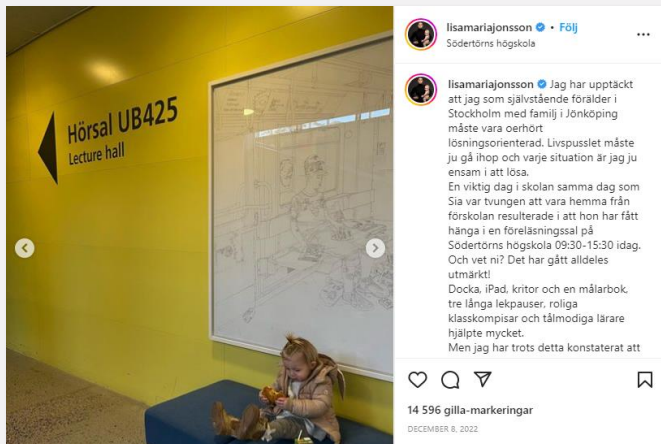 Hörsal UB425
Lecture hall
lisamariajonsson • Följ
Södertörns högskola
lisamariajonsson Jag har upptäckt
att jag som självstående förälder i
Stockholm med familj i Jönköping
måste vara oerhört
lösningsorienterad. Livspusslet måste
ju gå ihop och varje situation är jag ju
ensam i att lösa.
En viktig dag i skolan samma dag som
Sia var tvungen att vara hemma från
förskolan resulterade i att hon har fått
hänga i en föreläsningssal på
Södertörns högskola 09:30-15:30 idag.
Och vet ni? Det har gått alldeles
utmärkt!
Docka, iPad, kritor och en målarbok,
tre långa lekpauser, roliga
klasskompisar och tålmodiga lärare
hjälpte mycket.
Men jag har trots detta konstaterat att
14 596 gilla-markeringar
DECEMBER 8, 2022